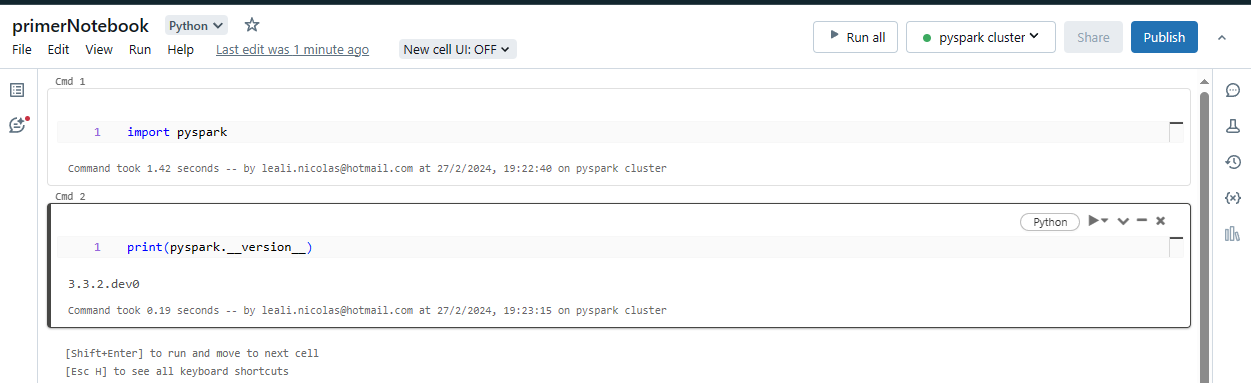 primerNotebook Python
File Edit View Run Help Last edit was 1 minute ago New cell UI: OFF
Run all pyspark cluster Share Publish
Cmd 1
1 import pyspark
Command took 1.42 seconds -- by leali.nicolas@hotmail.com at 27/2/2024, 19:22:40 on pyspark cluster
Cmd 2
Python
1 print(pyspark.__version__)
3.3.2.dev0
Command took 0.19 seconds -- by leali.nicolas@hotmail.com at 27/2/2024, 19:23:15 on pyspark cluster
[Shift+Enter] to run and move to next cell
[Esc H] to see all keyboard shortcuts